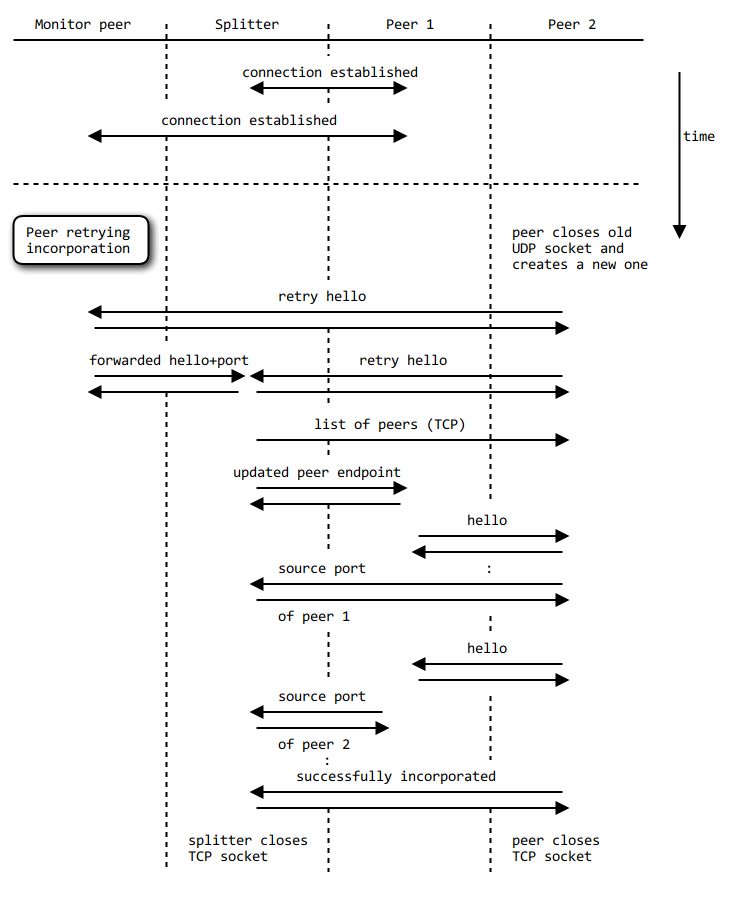 Monitor peer Splitter Peer 1 Peer 2
connection established
connection established
time
Peer retrying
incorporation
peer closes old
UDP socket and
creates a new one
retry hello
forwarded hello+port retry hello
list of peers (TCP)
updated peer endpoint
hello
source port :
of peer 1
hello
source port
of peer 2
:
successfully incorporated
splitter closes
TCP socket
peer closes
TCP socket